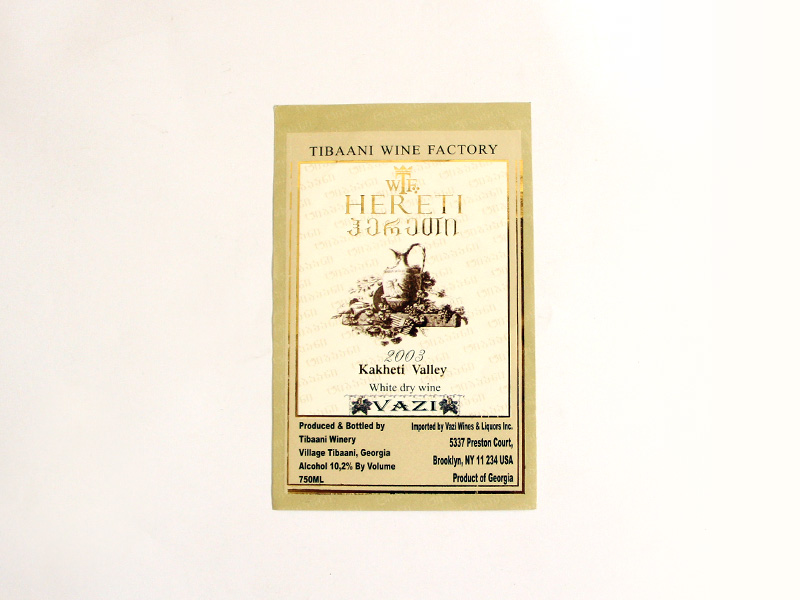 TIBAANI WINE FACTORY
WTF
HERETI
ჰერეთი
2003
Kakheti Valley
White dry wine
VAZI
Produced & Bottled by
Tibaani Winery
Village Tibaani, Georgia
Alcohol 10,2% By Volume
750ML
Imported by Vazi Wines & Liquors Inc.
5337 Preston Court,
Brooklyn, NY 11 234 USA
Product of Georgia